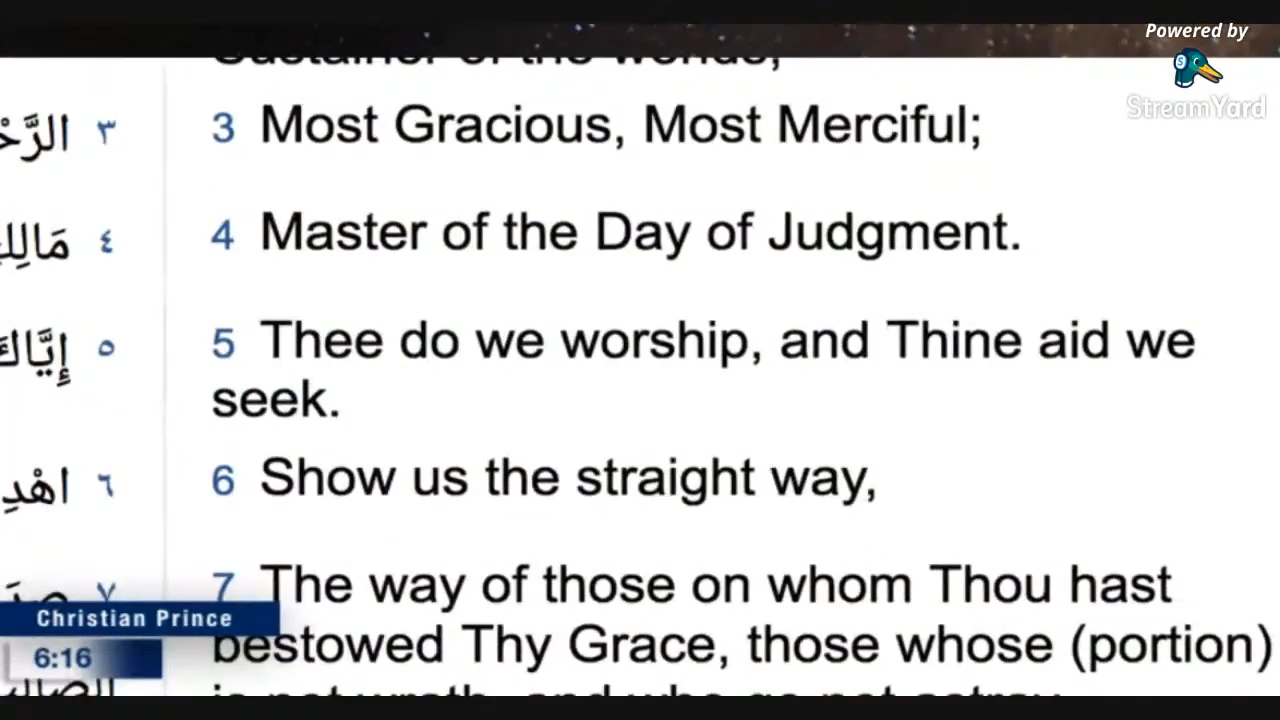 Powered by
StreamYard
٣
3 Most Gracious, Most Merciful;
٤
4 Master of the Day of Judgment.
٥
5 Thee do we worship, and Thine aid we
seek.
٦
6 Show us the straight way,
٧
7 The way of those on whom Thou hast
bestowed Thy Grace, those whose (portion)
Christian Prince
6:16